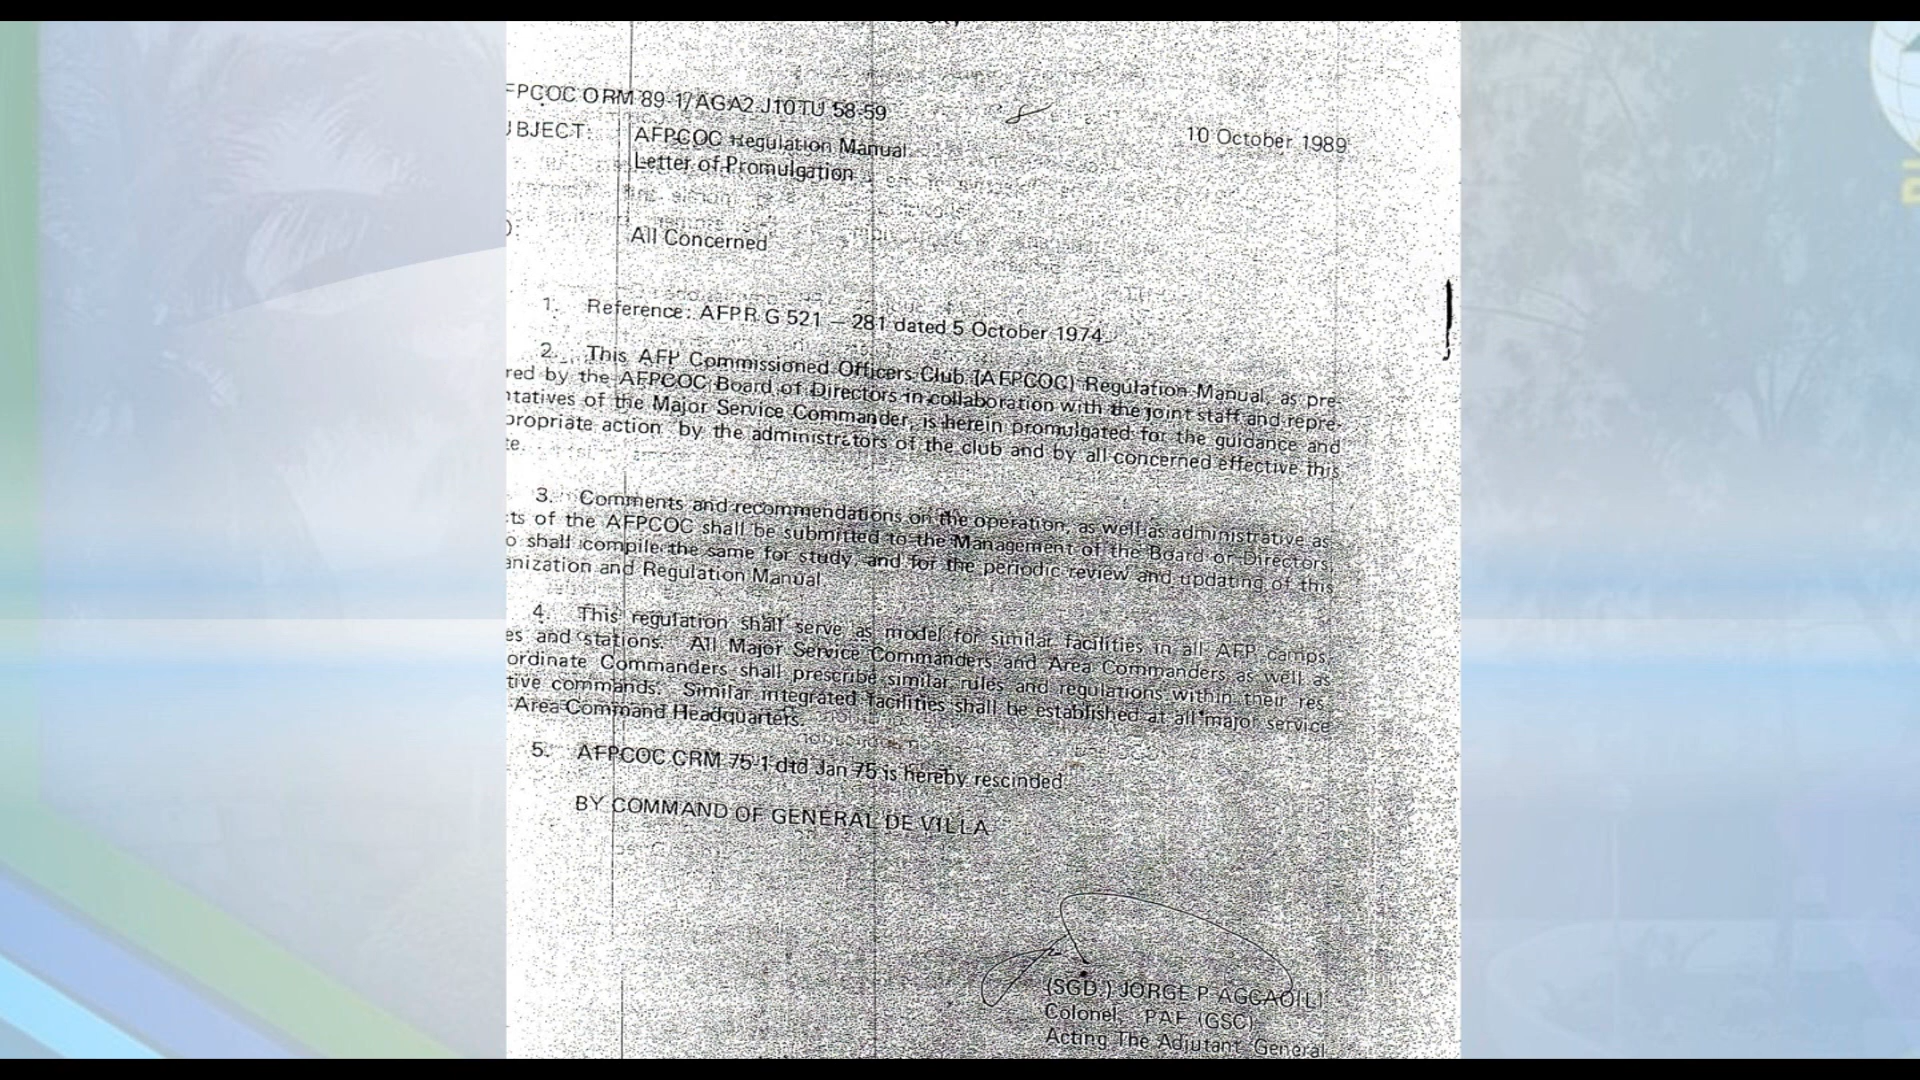 FPCOC ORM 89-1/AGA2 J10TU 58-59
10 October 1989
UBJECT: AFPCOC Regulation Manual
Letter of Promulgation
O: All Concerned
1. Reference: AFPR G 521 — 281 dated 5 October 1974
2. This AFP Commissioned Officers Club (AFPCOC) Regulation Manual, as pre-
red by the AFPCOC Board of Directors in collaboration with the joint staff and repre-
ntatives of the Major Service Commander, is herein promulgated for the guidance and
propriate action by the administrators of the club and by all concerned effective this
te.
3. Comments and recommendations on the operation, as well as administrative as-
cts of the AFPCOC shall be submitted to the Management of the Board or Directors,
o shall compile the same for study, and for the periodic review and updating of this
anization and Regulation Manual
4. This regulation shall serve as model for similar facilities in all AFP camps,
es and stations. All Major Service Commanders and Area Commanders as well as
ordinate Commanders shall prescribe similar rules and regulations within their res-
tive commands. Similar integrated facilities shall be established at all major service
Area Command Headquarters.
5. AFPCOC CRM 75-1 dtd Jan 75 is hereby rescinded
BY COMMAND OF GENERAL DE VILLA
(SGD.) JORGE P AGCAOILI
Colonel, PAF (GSC)
Acting The Adjutant General